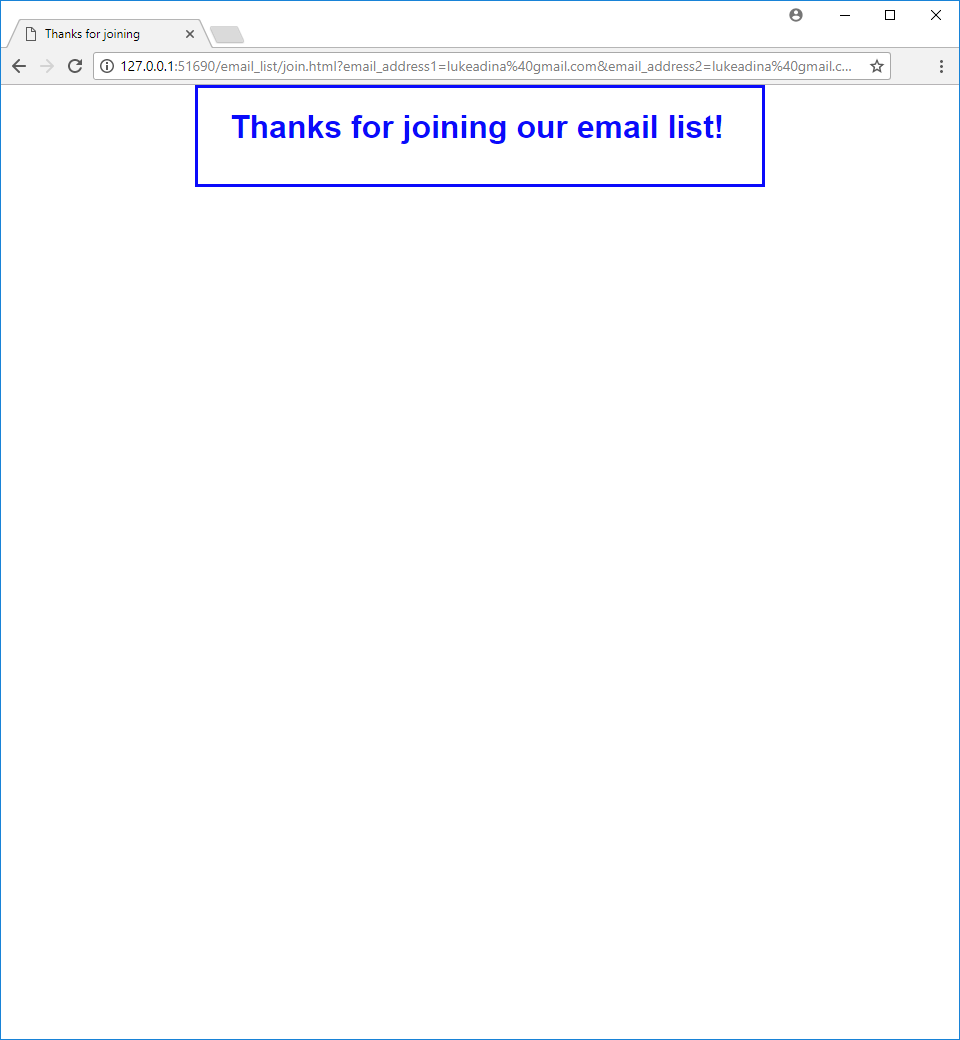 Thanks for joining
127.0.0.1:51690/email_list/join.html?email_address1=lukeadina%40gmail.com&email_address2=lukeadina%40gmail.c...
Thanks for joining our email list!